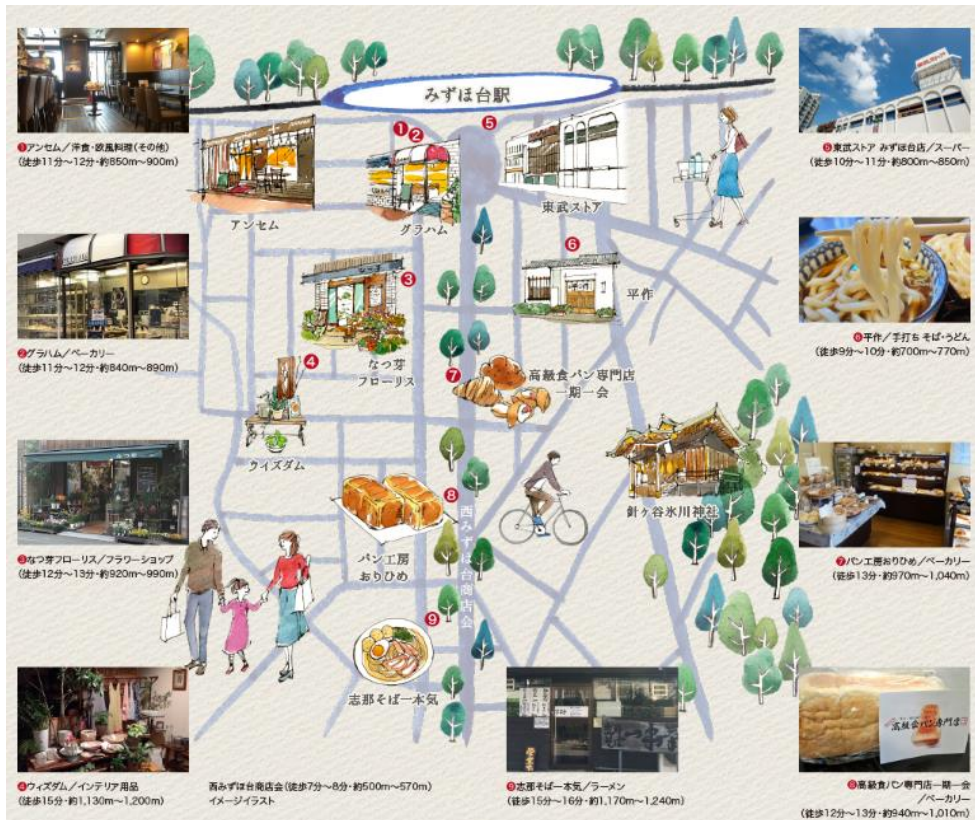 みずほ台駅
❶アンセム／洋食・欧風料理(その他)
(徒歩11分～12分・約850m～900m)
❶
❷
❺
アンセム
グラハム
東武ストア
❺東武ストア みずほ台店／スーパー
(徒歩10分～11分・約800m～850m)
❷グラハム／ベーカリー
(徒歩11分～12分・約840m～890m)
❸
なつ芽
フローリス
❻
平作
❻平作／手打ち そば・うどん
(徒歩9分～10分・約700m～770m)
❹
ウイズダム
❼
高級食パン専門店
一期一会
針ヶ谷氷川神社
なつ芽
❸なつ芽フローリス／フラワーショップ
(徒歩12分～13分・約920m～990m)
❽
パン工房
おりひめ
西みずほ台商店会
❼パン工房おりひめ／ベーカリー
(徒歩13分・約970m～1,040m)
❾
志那そば一本気
❹ウィズダム／インテリア用品
(徒歩15分・約1,130m～1,200m)
西みずほ台商店会(徒歩7分～8分・約500m～570m)
イメージイラスト
❾志那そば一本気／ラーメン
(徒歩15分～16分・約1,170m～1,240m)
高級食パン専門店
❽高級食パン専門店一期一会
／ベーカリー
(徒歩12分～13分・約940m～1,010m)